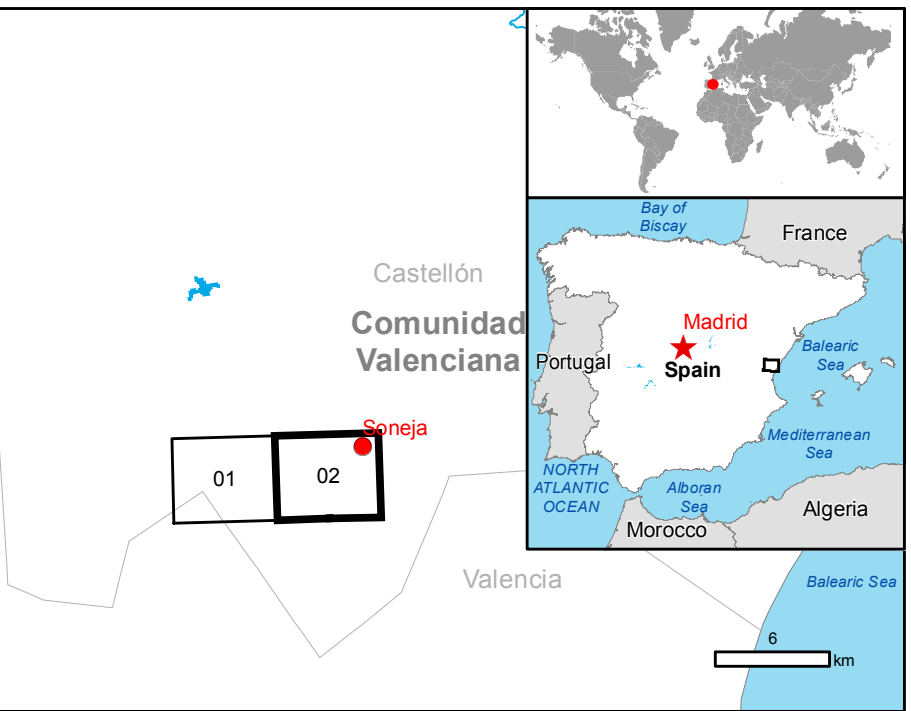 Castellón
Comunidad
Valenciana
Soneja
01
02
Valencia
Balearic Sea
6
km
Bay of
Biscay
France
Madrid
Portugal
Spain
Balearic
Sea
Mediterranean
Sea
NORTH
ATLANTIC
OCEAN
Alboran
Sea
Algeria
Morocco